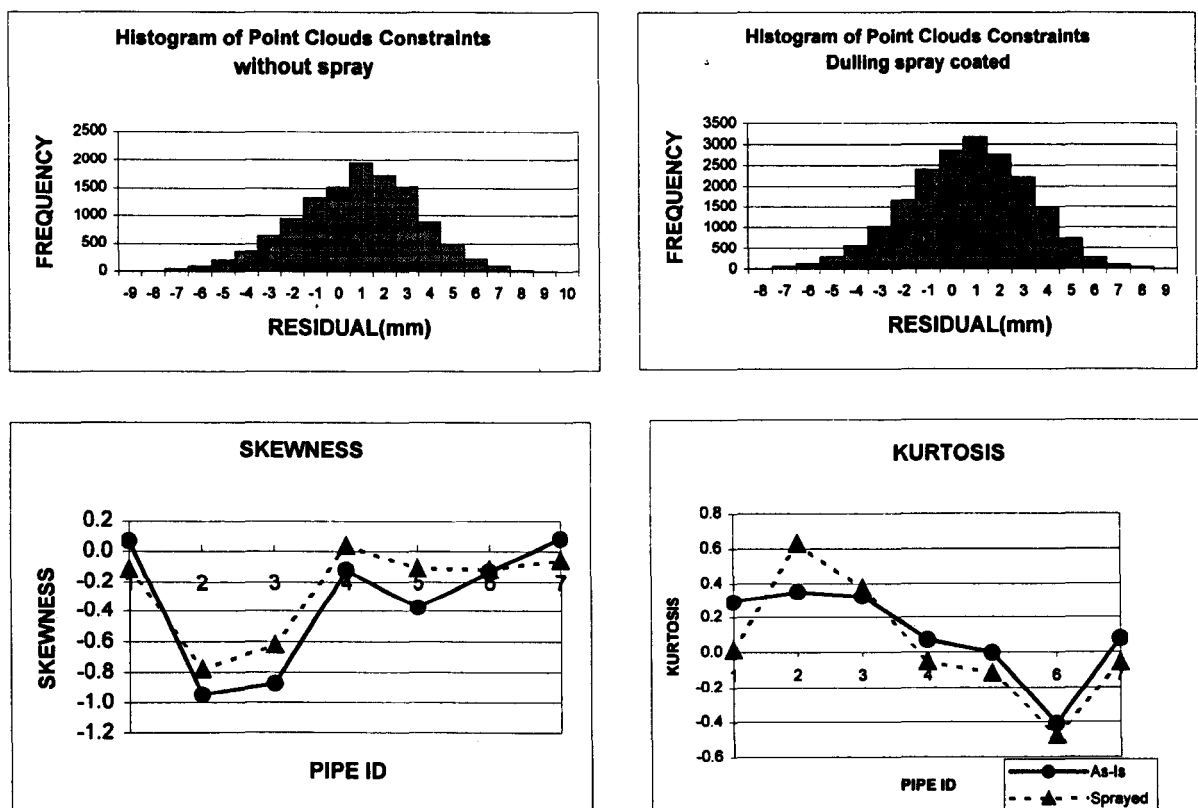 Histogram of Point Clouds Constraints
without spray
FREQUENCY
2500
2000
1500
1000
500
0
-9 -8 -7 -6 -5 -4 -3 -2 -1 0 1 2 3 4 5 6 7 8 9 10
RESIDUAL(mm)
Histogram of Point Clouds Constraints
Dulling spray coated
FREQUENCY
3500
3000
2500
2000
1500
1000
500
0
-8 -7 -6 -5 -4 -3 -2 -1 0 1 2 3 4 5 6 7 8 9
RESIDUAL(mm)
SKEWNESS
SKEWNESS
0.2
0.0
-0.2
-0.4
-0.6
-0.8
-1.0
-1.2
1 2 3 4 5 6 7
PIPE ID
KURTOSIS
KURTOSIS
0.8
0.6
0.4
0.2
0.0
-0.2
-0.4
-0.6
1 2 3 4 5 6
PIPE ID
As-Is
Sprayed